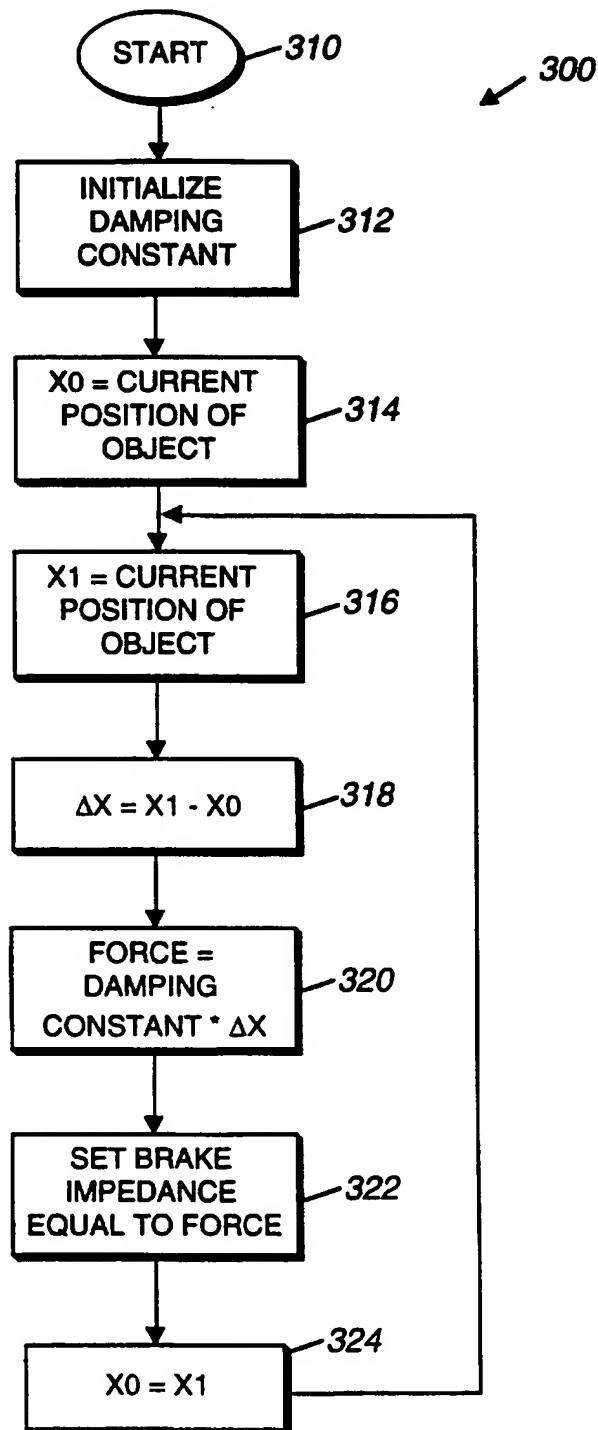 START
310
300
INITIALIZE
DAMPING
CONSTANT
312
X0 = CURRENT
POSITION OF
OBJECT
314
X1 = CURRENT
POSITION OF
OBJECT
316
ΔX = X1 - X0
318
FORCE =
DAMPING
CONSTANT * ΔX
320
SET BRAKE
IMPEDANCE
EQUAL TO FORCE
322
324
X0 = X1